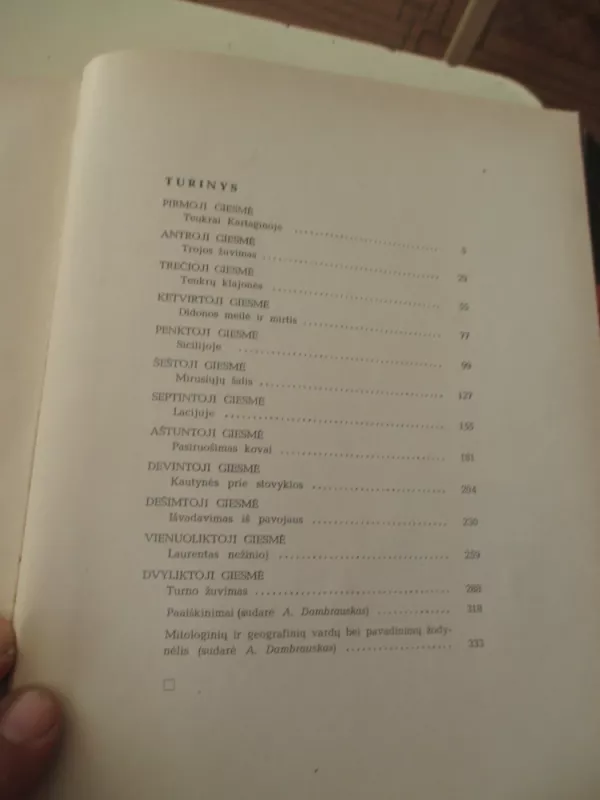 TURINYS
PIRMOJI GIESMĖ
Teukrai Kartaginoje 5
ANTROJI GIESMĖ
Trojos žuvimas 29
TREČIOJI GIESMĖ
Teukrų klajonės 55
KETVIRTOJI GIESMĖ
Didonos meilė ir mirtis 77
PENKTOJI GIESMĖ
Sicilijoje 99
ŠEŠTOJI GIESMĖ
Mirusiųjų šalis 127
SEPTINTOJI GIESMĖ
Lacijuje 155
AŠTUNTOJI GIESMĖ
Pasiruošimas kovai 181
DEVINTOJI GIESMĖ
Kautynės prie stovyklos 204
DEŠIMTOJI GIESMĖ
Išvadavimas iš pavojaus 230
VIENUOLIKTOJI GIESMĖ
Laurentas nežinioj 259
DVYLIKTOJI GIESMĖ
Turno žuvimas 288
Paaiškinimai (sudarė A. Dambrauskas) 318
Mitologinių ir geografinių vardų bei pavadinimų žody-
nėlis (sudarė A. Dambrauskas) 333